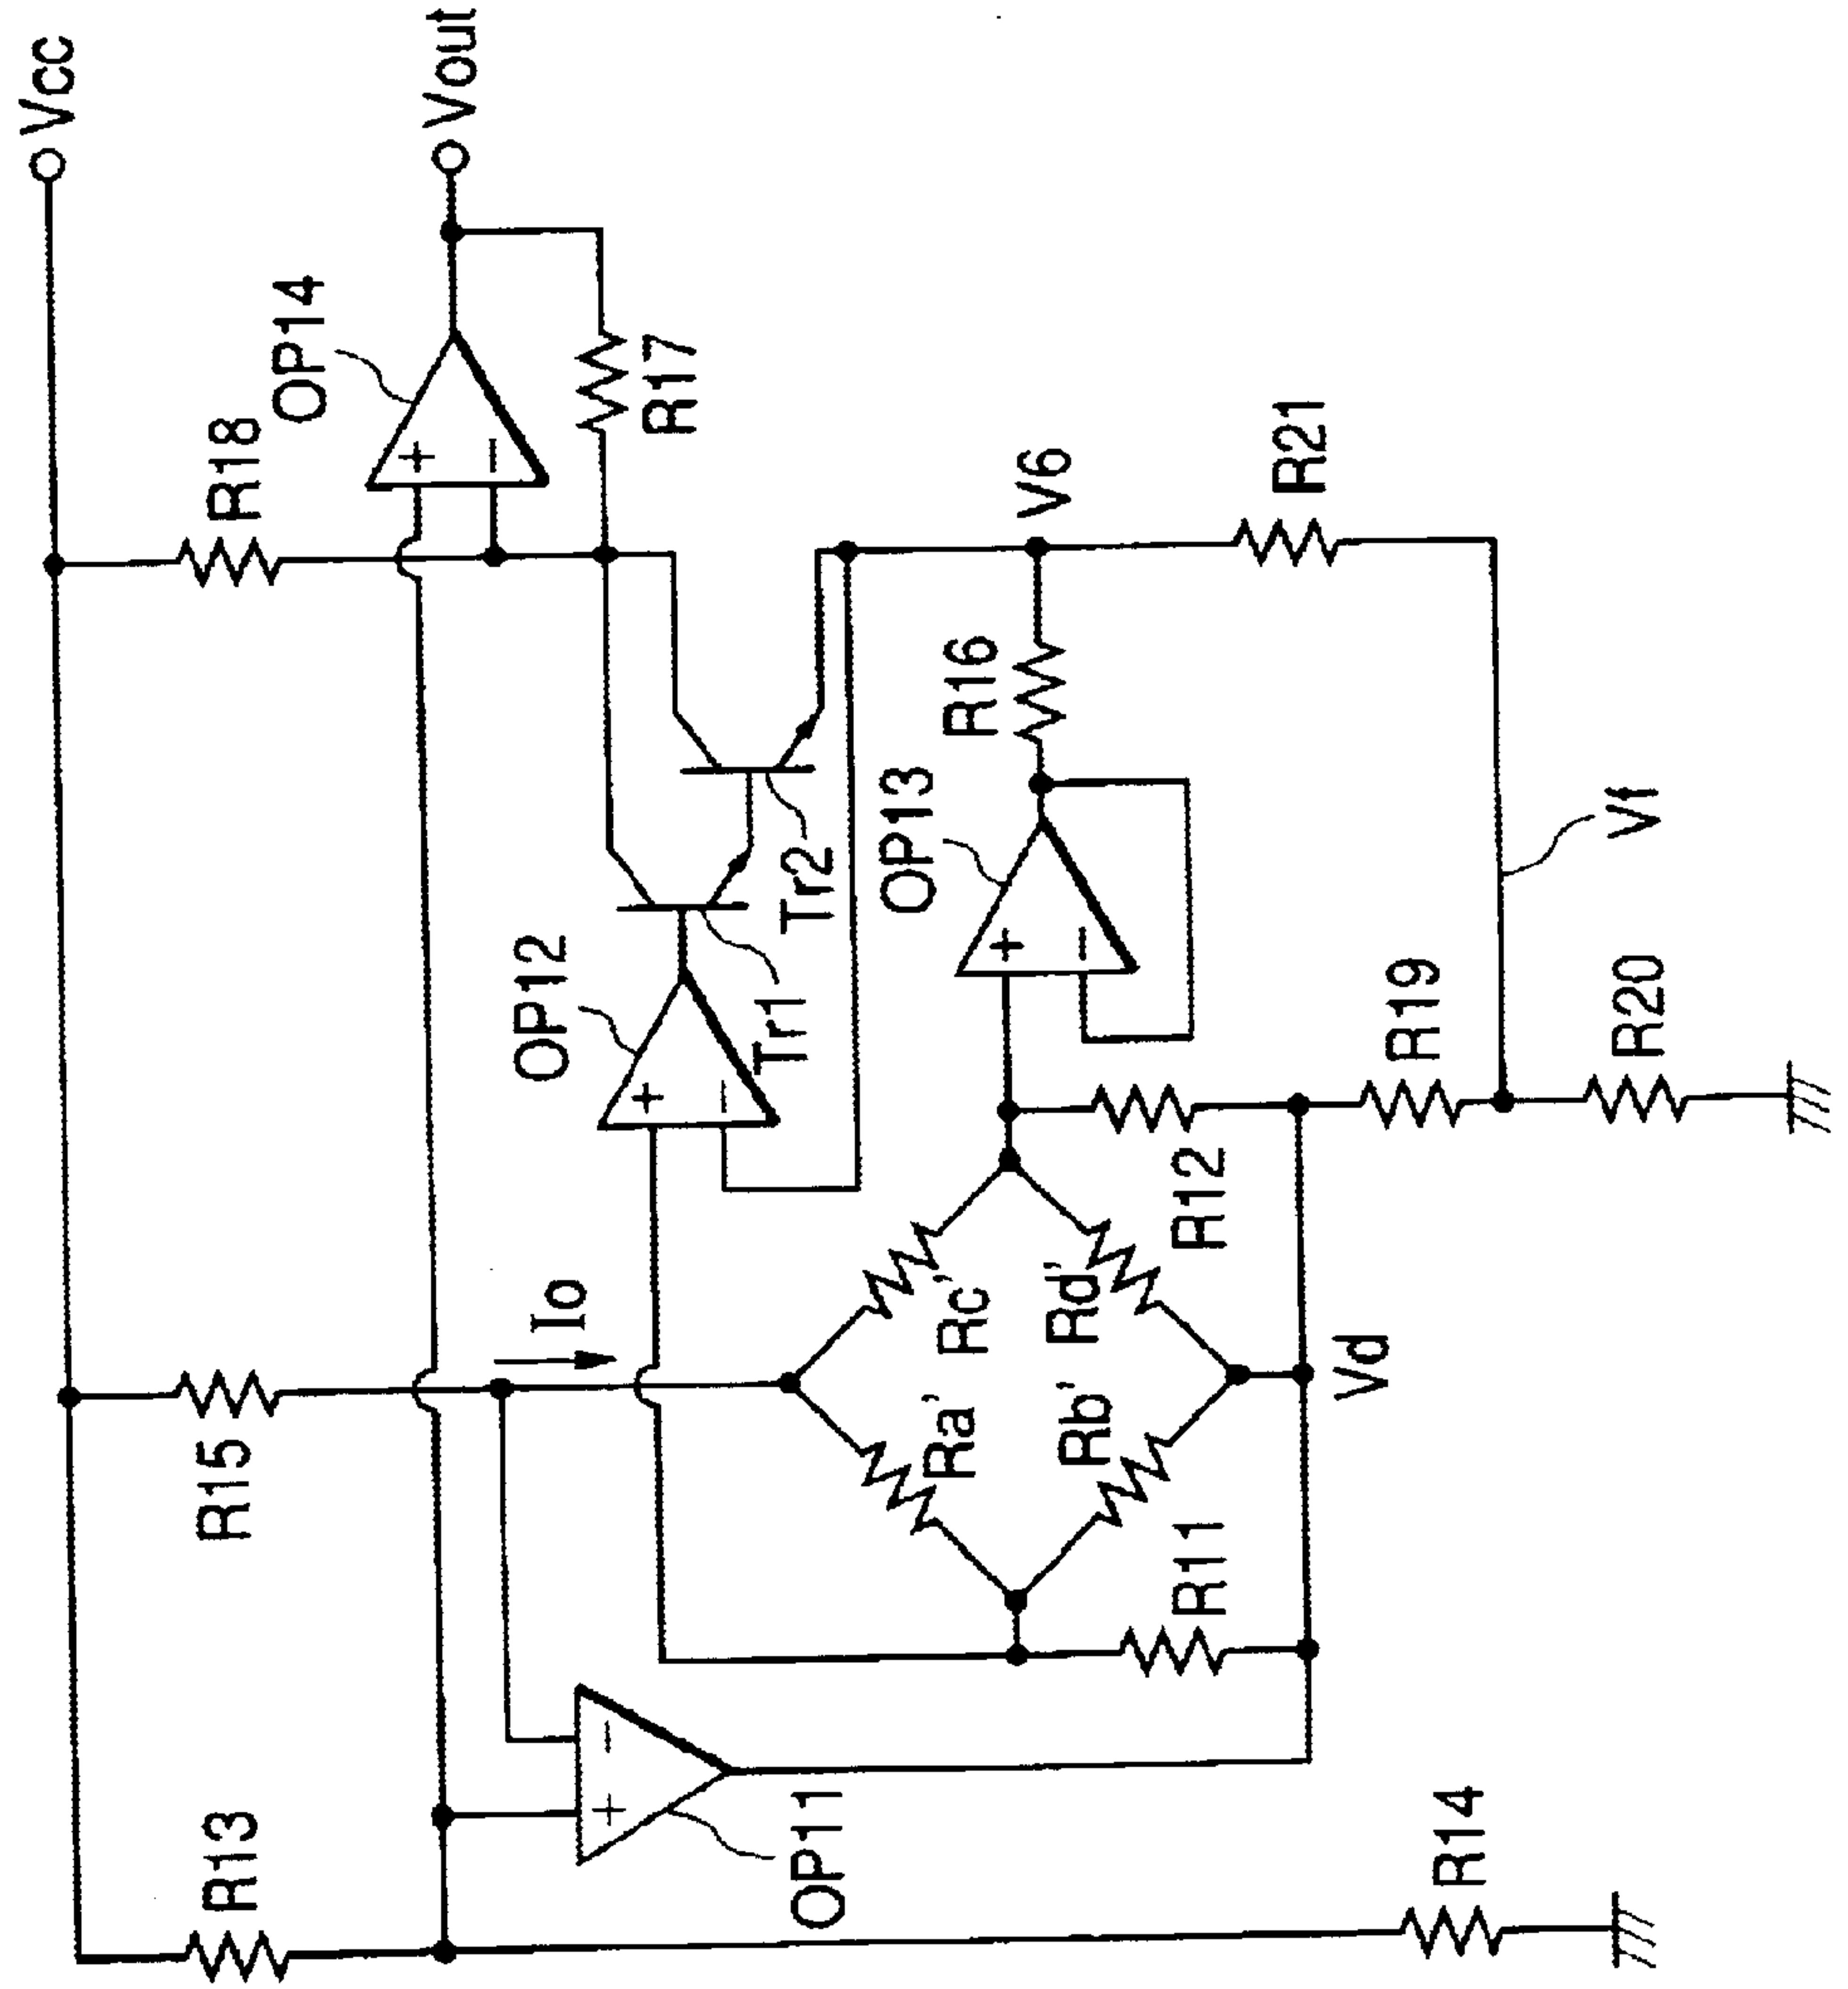 Vcc
Vout
OP14
R18
R17
V6
R21
R16
OP13
Tr2
OP12
Tr1
Vf
R19
R20
R12
Io
Rc'
Rd'
Vd
Ra'
Rb'
R15
R11
+
−
+
−
+
−
+
−
OP11
R13
R14